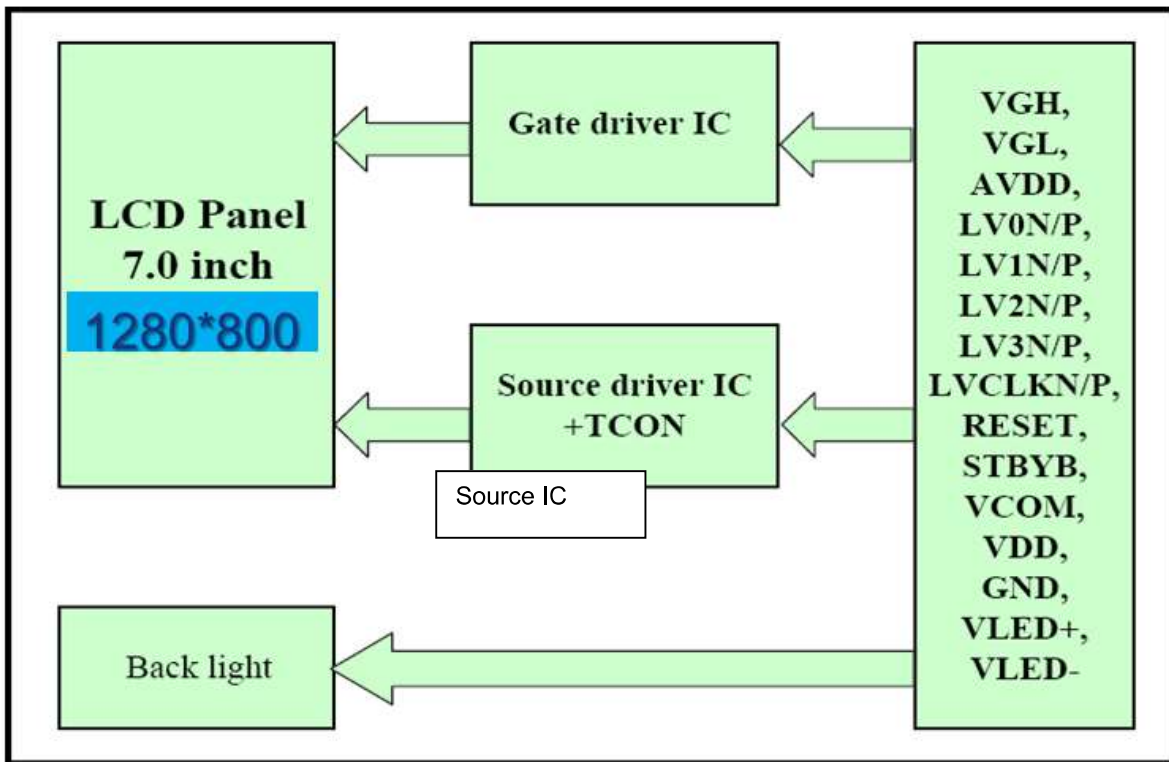 LCD Panel
7.0 inch
1280*800
Gate driver IC
Source driver IC
+TCON
Source IC
Back light
VGH,
VGL,
AVDD,
LV0N/P,
LV1N/P,
LV2N/P,
LV3N/P,
LVCLKN/P,
RESET,
STBYB,
VCOM,
VDD,
GND,
VLED+,
VLED-